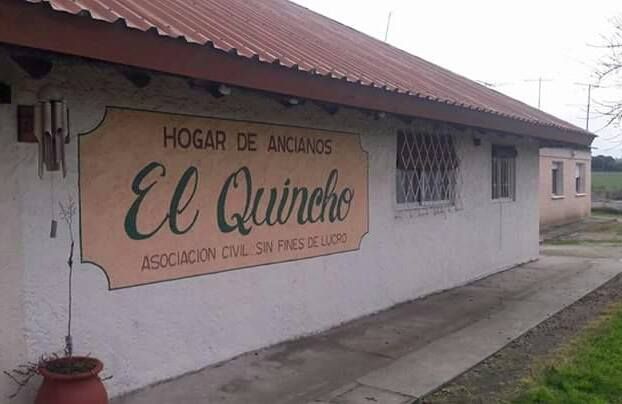 HOGAR DE ANCIANOS
El Quincho
ASOCIACION CIVIL SIN FINES DE LUCRO